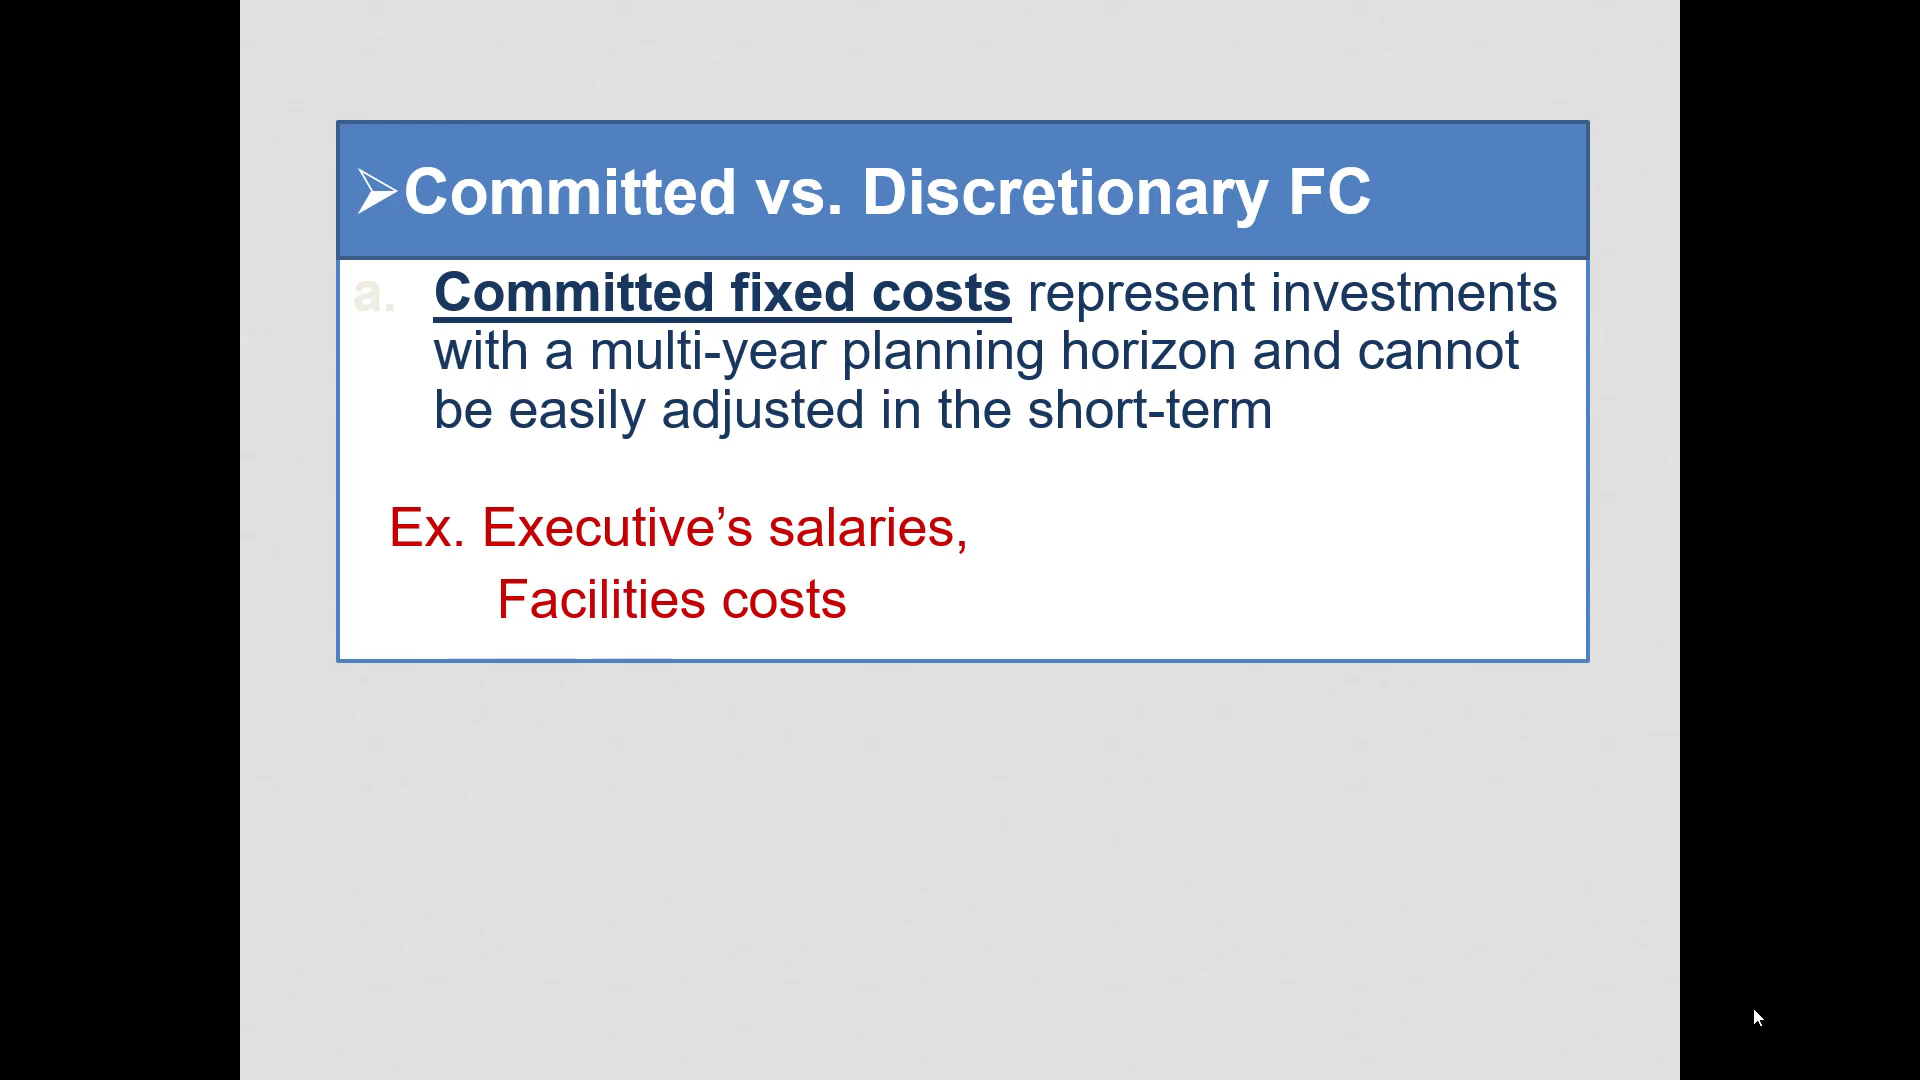 ➢Committed vs. Discretionary FC
a. Committed fixed costs represent investments
with a multi-year planning horizon and cannot
be easily adjusted in the short-term
Ex. Executive’s salaries,
Facilities costs